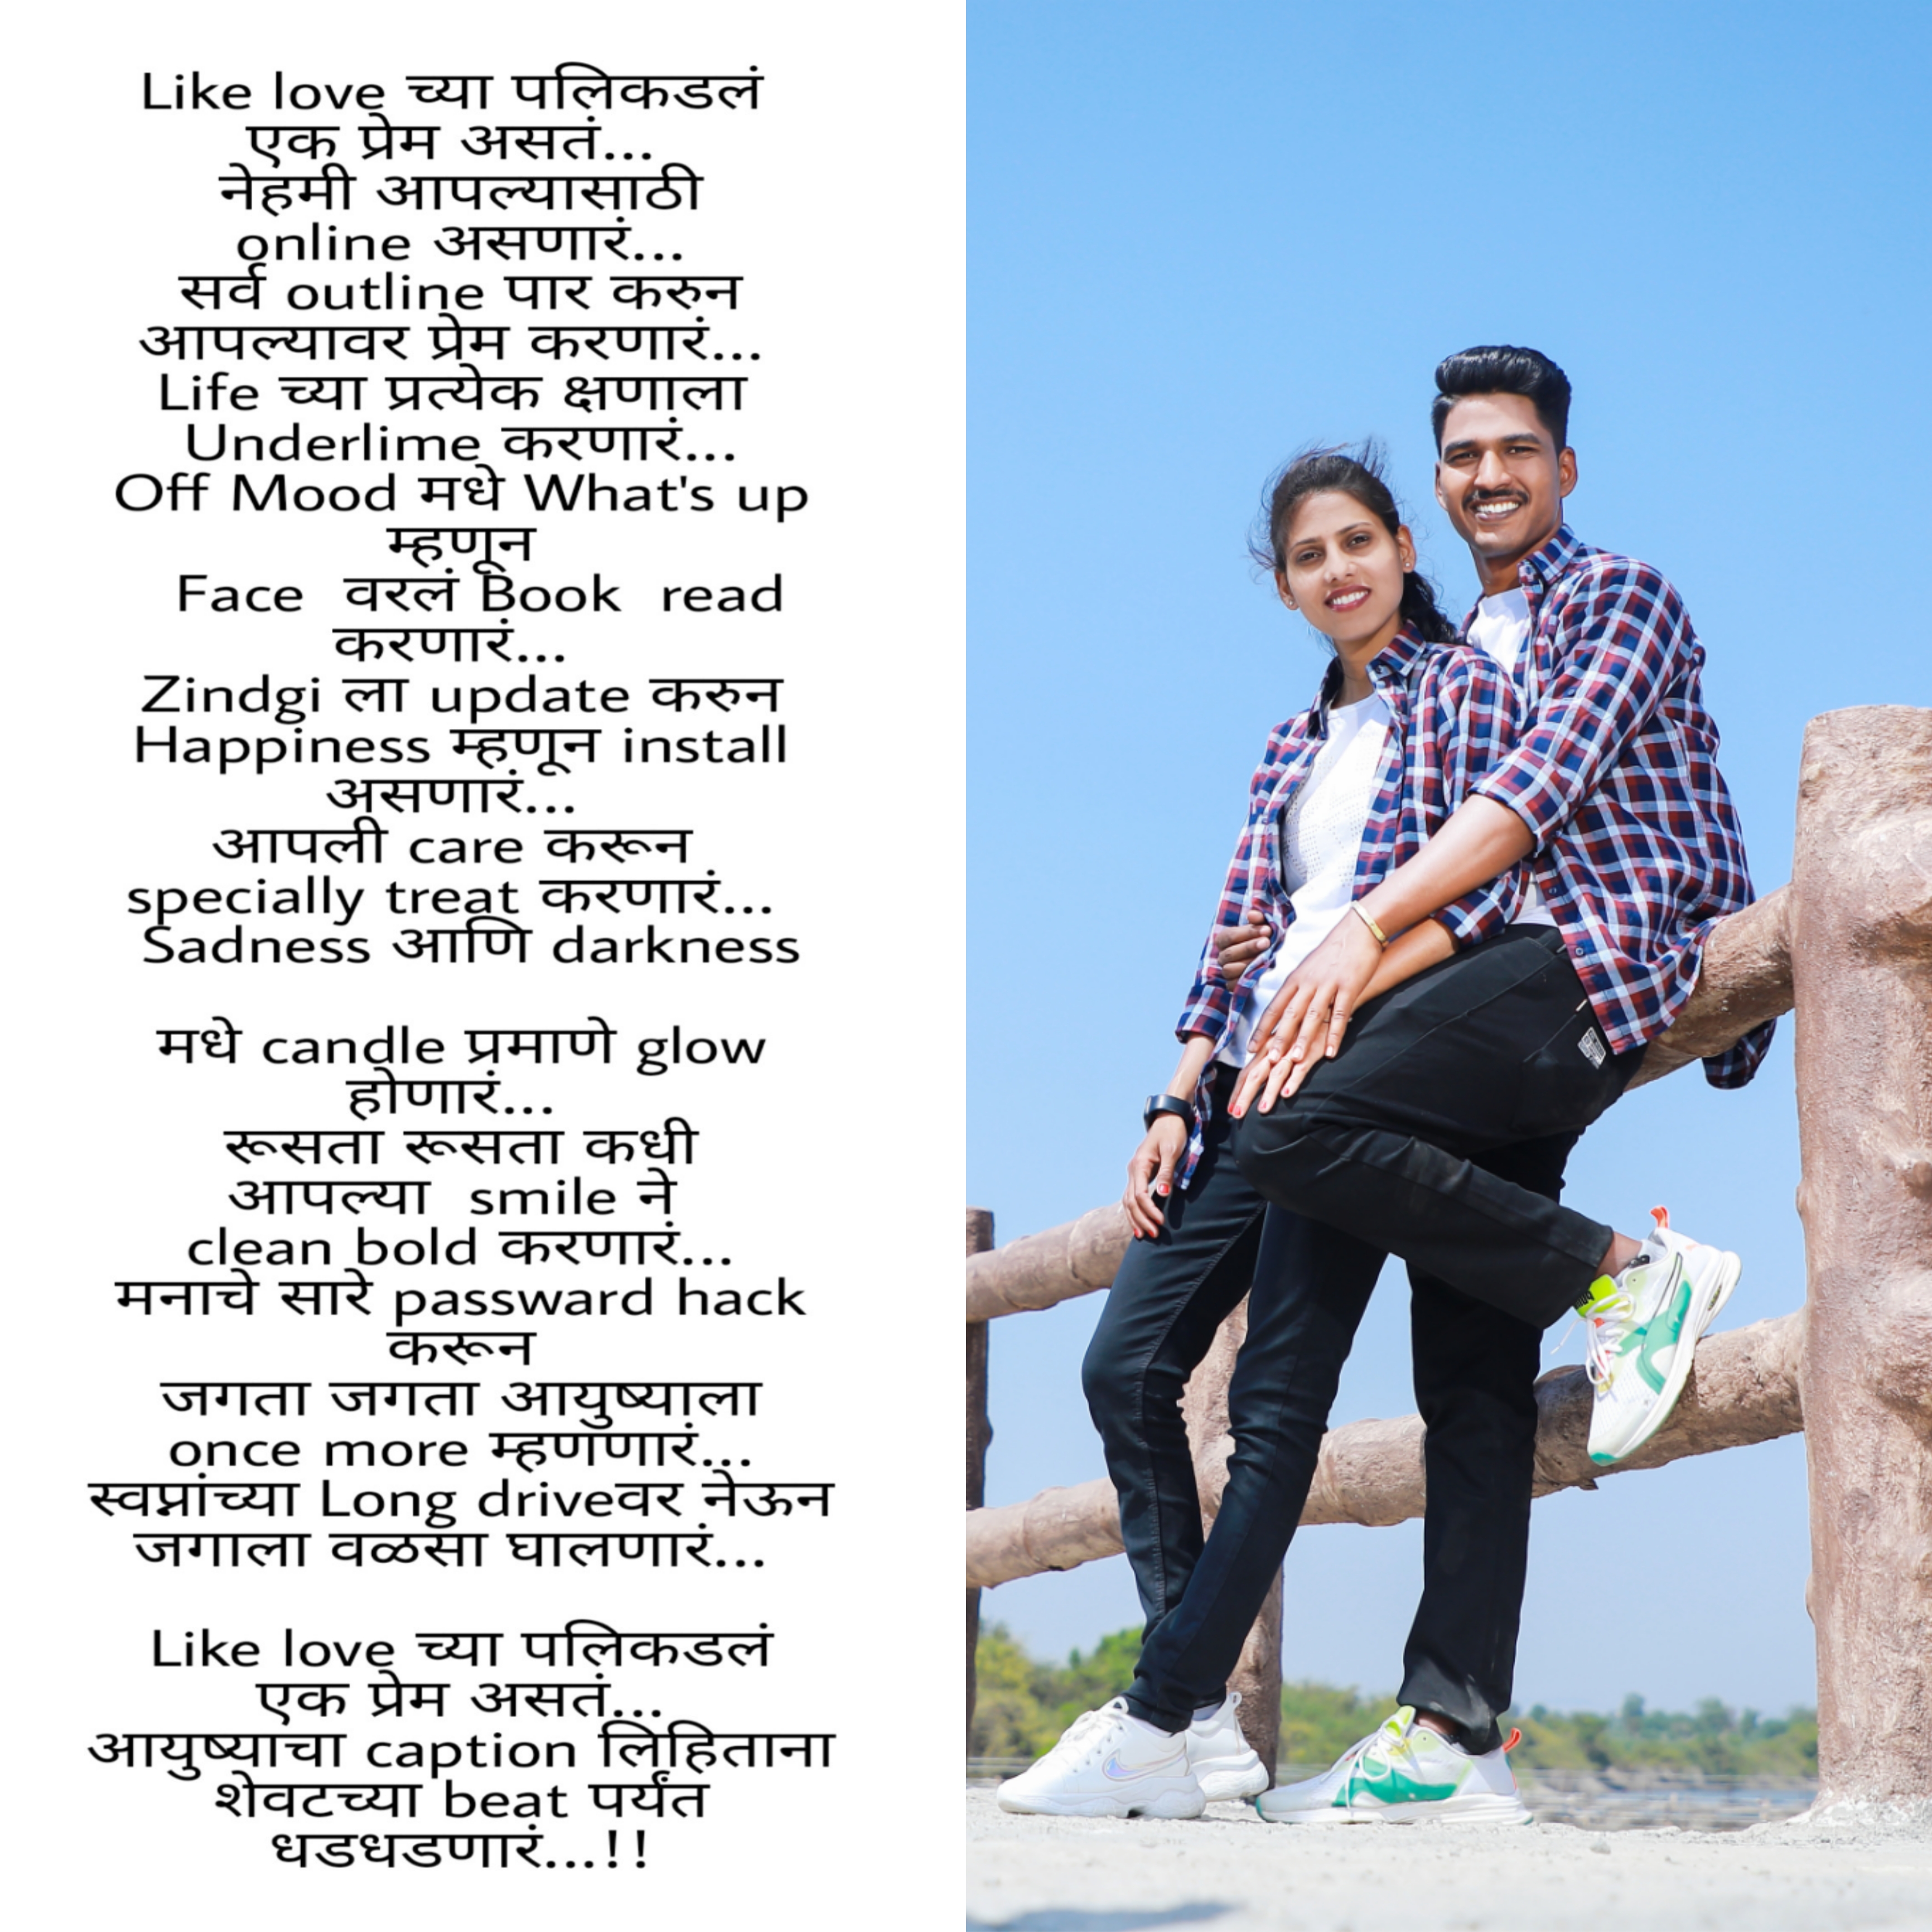 Like love च्या पलिकडलं
एक प्रेम असतं...
नेहमी आपल्यासाठी
online असणारं...
सर्व outline पार करुन
आपल्यावर प्रेम करणारं...
Life च्या प्रत्येक क्षणाला
Underlime करणारं...
Off Mood मधे What's up
म्हणून
Face वरलं Book read
करणारं...
Zindgi ला update करुन
Happiness म्हणून install
असणारं...
आपली care करून
specially treat करणारं...
Sadness आणि darkness
मधे candle प्रमाणे glow
होणारं...
रूसता रूसता कधी
आपल्या smile ने
clean bold करणारं...
मनाचे सारे passward hack
करून
जगता जगता आयुष्याला
once more म्हणणारं...
स्वप्नांच्या Long driveवर नेऊन
जगाला वळसा घालणारं...
Like love च्या पलिकडलं
एक प्रेम असतं...
आयुष्याचा caption लिहिताना
शेवटच्या beat पर्यंत
धडधडणारं...!!